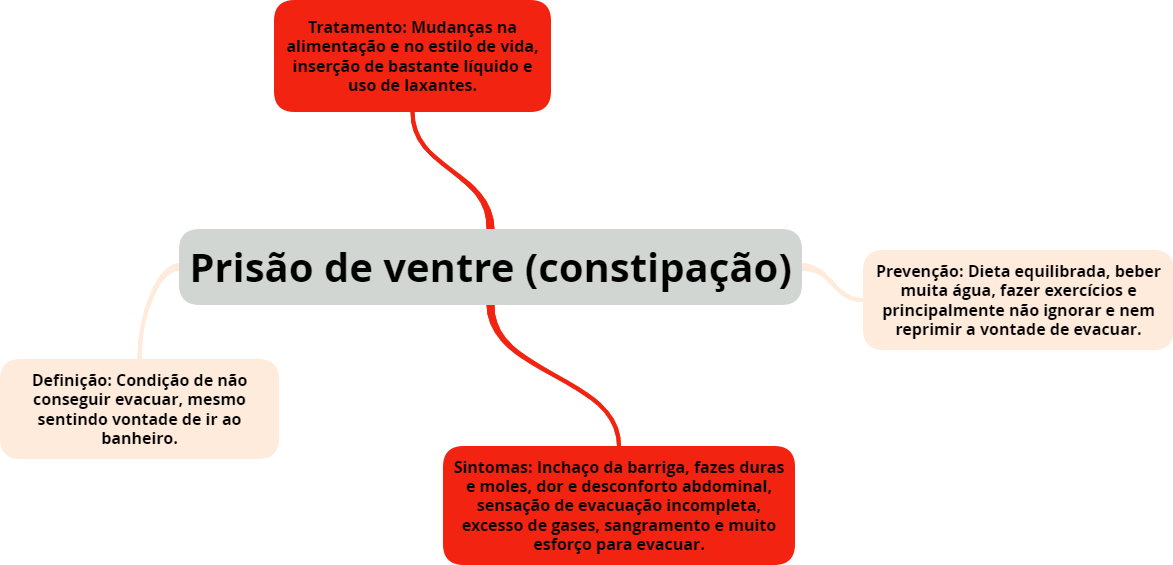 Tratamento: Mudanças na
alimentação e no estilo de vida,
inserção de bastante líquido e
uso de laxantes.
Prisão de ventre (constipação)
Prevenção: Dieta equilibrada, beber
muita água, fazer exercícios e
principalmente não ignorar e nem
reprimir a vontade de evacuar.
Definição: Condição de não
conseguir evacuar, mesmo
sentindo vontade de ir ao
banheiro.
Sintomas: Inchaço da barriga, fazes duras
e moles, dor e desconforto abdominal,
sensação de evacuação incompleta,
excesso de gases, sangramento e muito
esforço para evacuar.